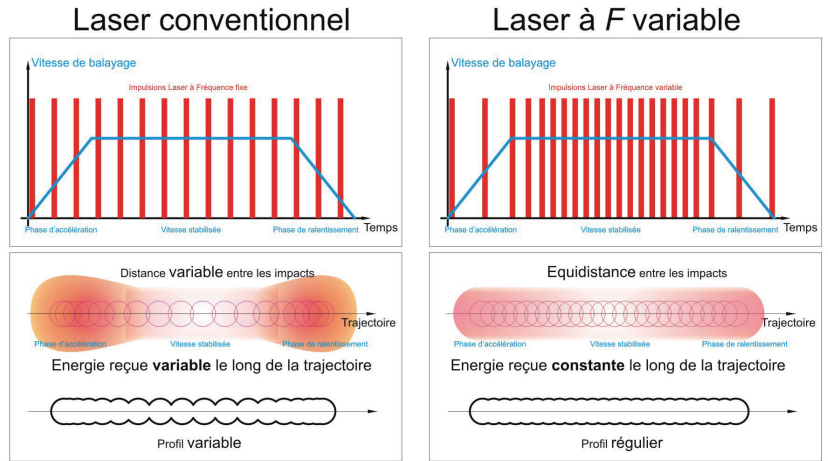 Laser conventionnel
Vitesse de balayage
Impulsions Laser à Fréquence fixe
Temps
Phase d'accélération
Vitesse stabilisée
Phase de ralentissement
Distance variable entre les impacts
Trajectoire
Phase d'accélération
Vitesse stabilisée
Phase de ralentissement
Energie reçue variable le long de la trajectoire
Profil variable
Laser à F variable
Vitesse de balayage
Impulsions Laser à Fréquence variable
Temps
Phase d'accélération
Vitesse stabilisée
Phase de ralentissement
Equidistance entre les impacts
Trajectoire
Phase d'accélération
Vitesse stabilisée
Phase de ralentissement
Energie reçue constante le long de la trajectoire
Profil régulier